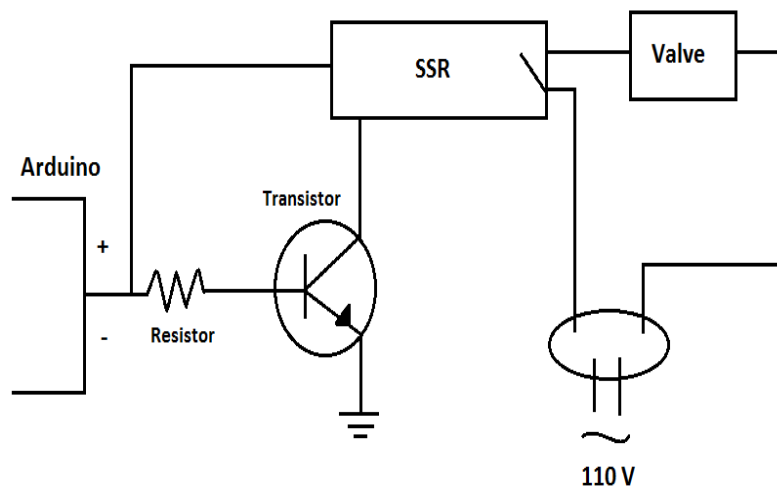 SSR
Valve
Arduino
Transistor
+
Resistor
-
110 V